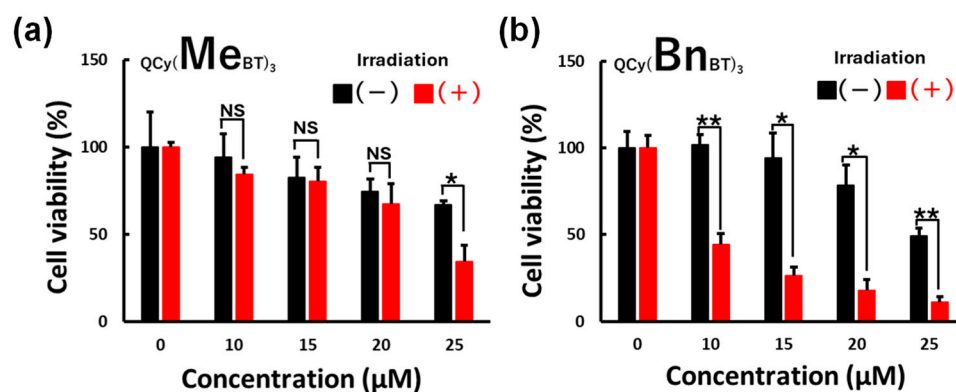 (a)
QCy(MeBT)3
Irradiation
(−) (+)
Cell viability (%)
150
100
50
0
NS
NS
NS
*
0 10 15 20 25
Concentration (μM)
(b)
QCy(BnBT)3
Irradiation
(−) (+)
Cell viability (%)
150
100
50
0
**
*
*
**
0 10 15 20 25
Concentration (μM)